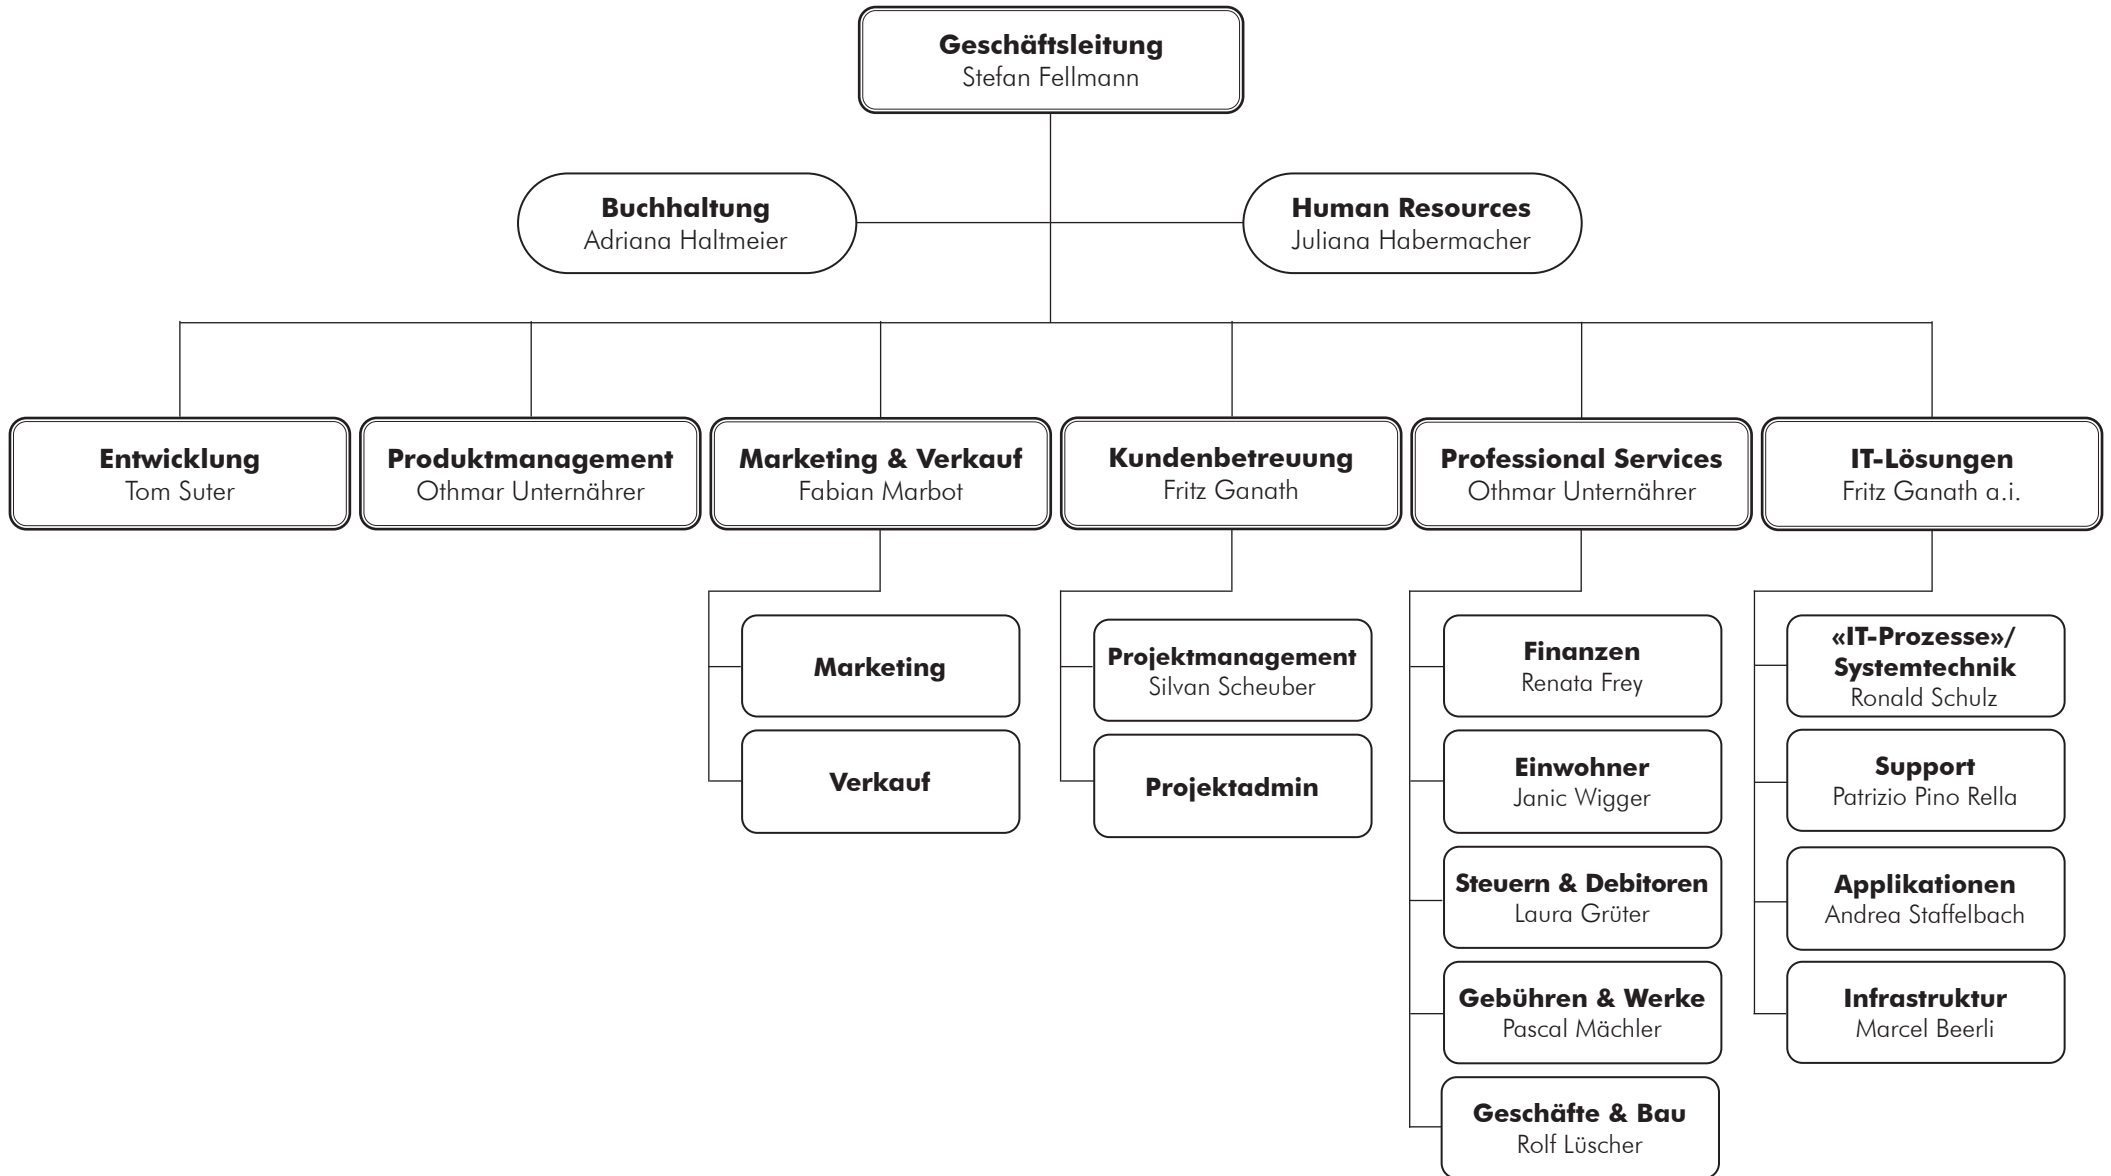 Geschäftsleitung
Stefan Fellmann
Buchhaltung
Adriana Haltmeier
Human Resources
Juliana Habermacher
Entwicklung
Tom Suter
Produktmanagement
Othmar Unternährer
Marketing & Verkauf
Fabian Marbot
Kundenbetreuung
Fritz Ganath
Professional Services
Othmar Unternährer
IT-Lösungen
Fritz Ganath a.i.
Marketing
Verkauf
Projektmanagement
Silvan Scheuber
Projektadmin
Finanzen
Renata Frey
Einwohner
Janic Wigger
Steuern & Debitoren
Laura Grüter
Gebühren & Werke
Pascal Mächler
Geschäfte & Bau
Rolf Lüscher
«IT-Prozesse»/
Systemtechnik
Ronald Schulz
Support
Patrizio Pino Rella
Applikationen
Andrea Staffelbach
Infrastruktur
Marcel Beerli